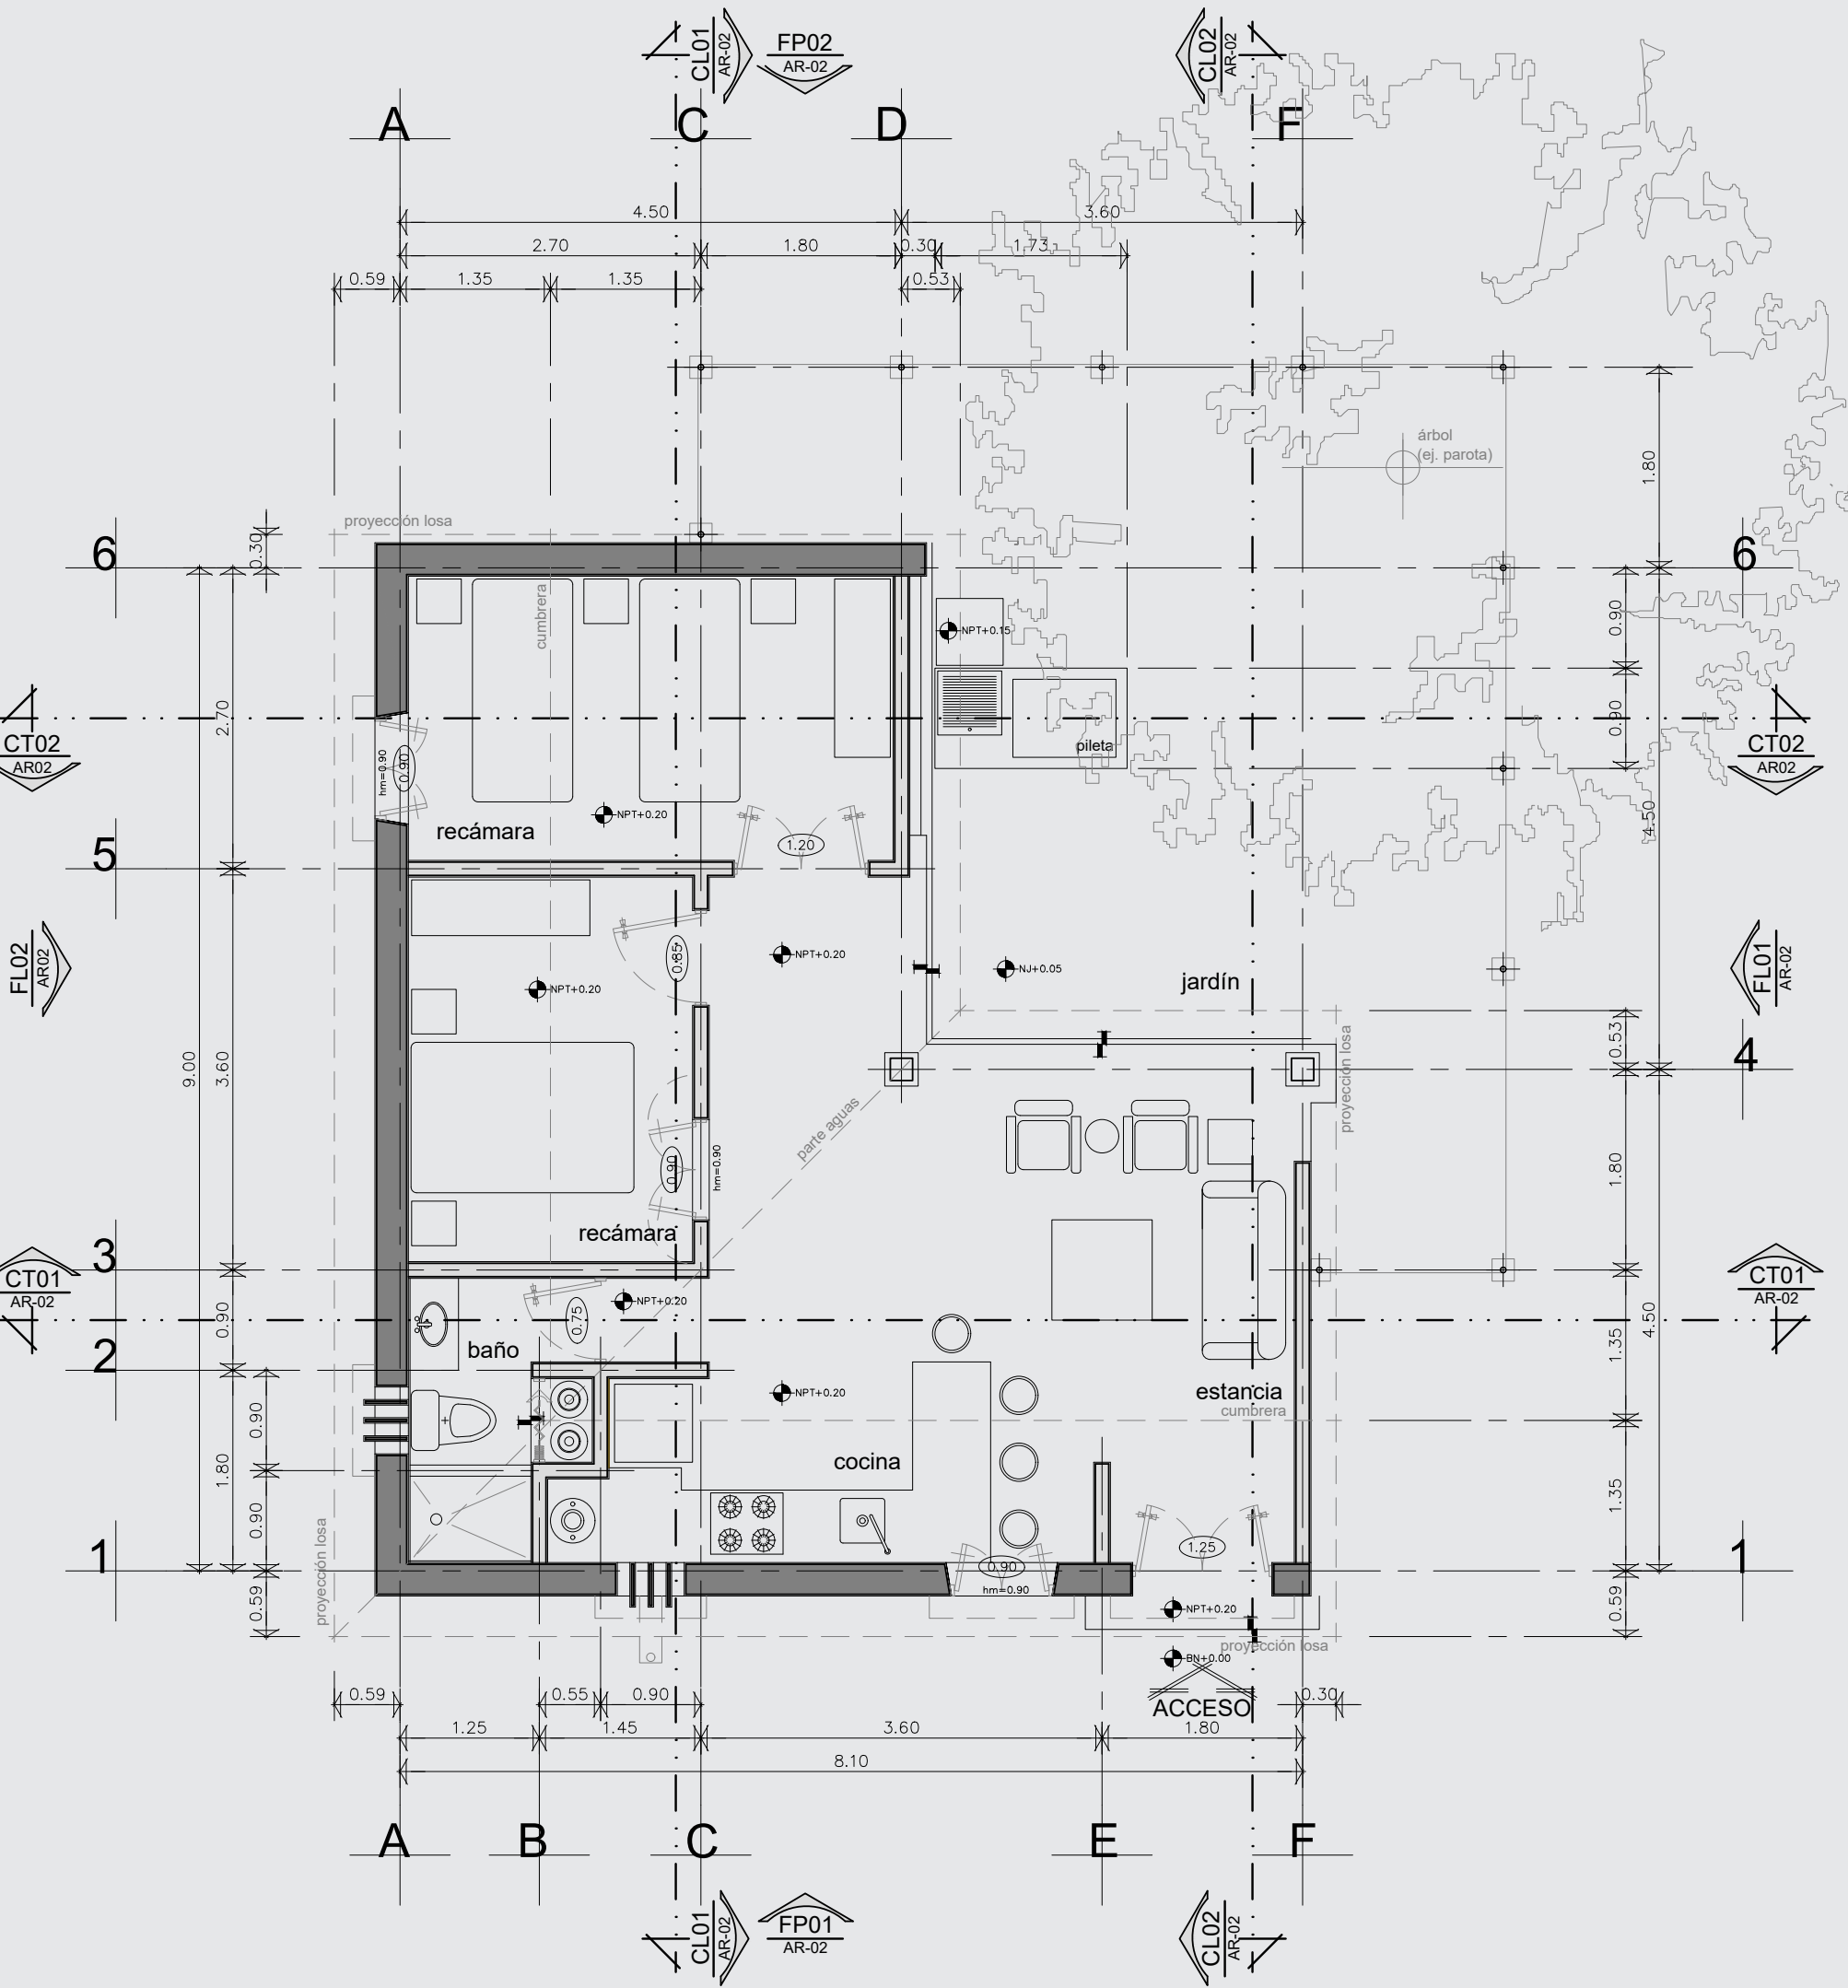 CL01
AR-02
FP02
AR-02
CL02
AR-02
A
C
D
F
4.50
3.60
2.70
1.80
0.30
1.73
0.59
1.35
1.35
0.53
árbol
(ej. parota)
1.80
proyección losa
6
0.30
6
cumbrera
0.90
NPT+0.15
2.70
0.90
CT02
AR02
hm=0.90
0.90
pileta
CT02
AR02
recámara
NPT+0.20
1.20
4.50
5
FL02
AR02
0.85
NPT+0.20
NPT+0.20
NJ+0.05
jardín
FL01
AR-02
9.00
3.60
0.53
4
proyección losa
parte aguas
0.90
hm=0.90
1.80
recámara
3
CT01
AR-02
NPT+0.20
CT01
AR-02
0.90
0.75
baño
4.50
1.35
2
NPT+0.20
estancia
cumbrera
0.90
1.80
cocina
1.35
0.90
proyección losa
1
1.25
0.90
hm=0.90
1
0.59
NPT+0.20
0.59
proyección losa
BN+0.00
ACCESO
0.59
0.55
0.90
0.30
1.25
1.45
3.60
1.80
8.10
A
B
C
E
F
CL01
AR-02
FP01
AR-02
CL02
AR-02